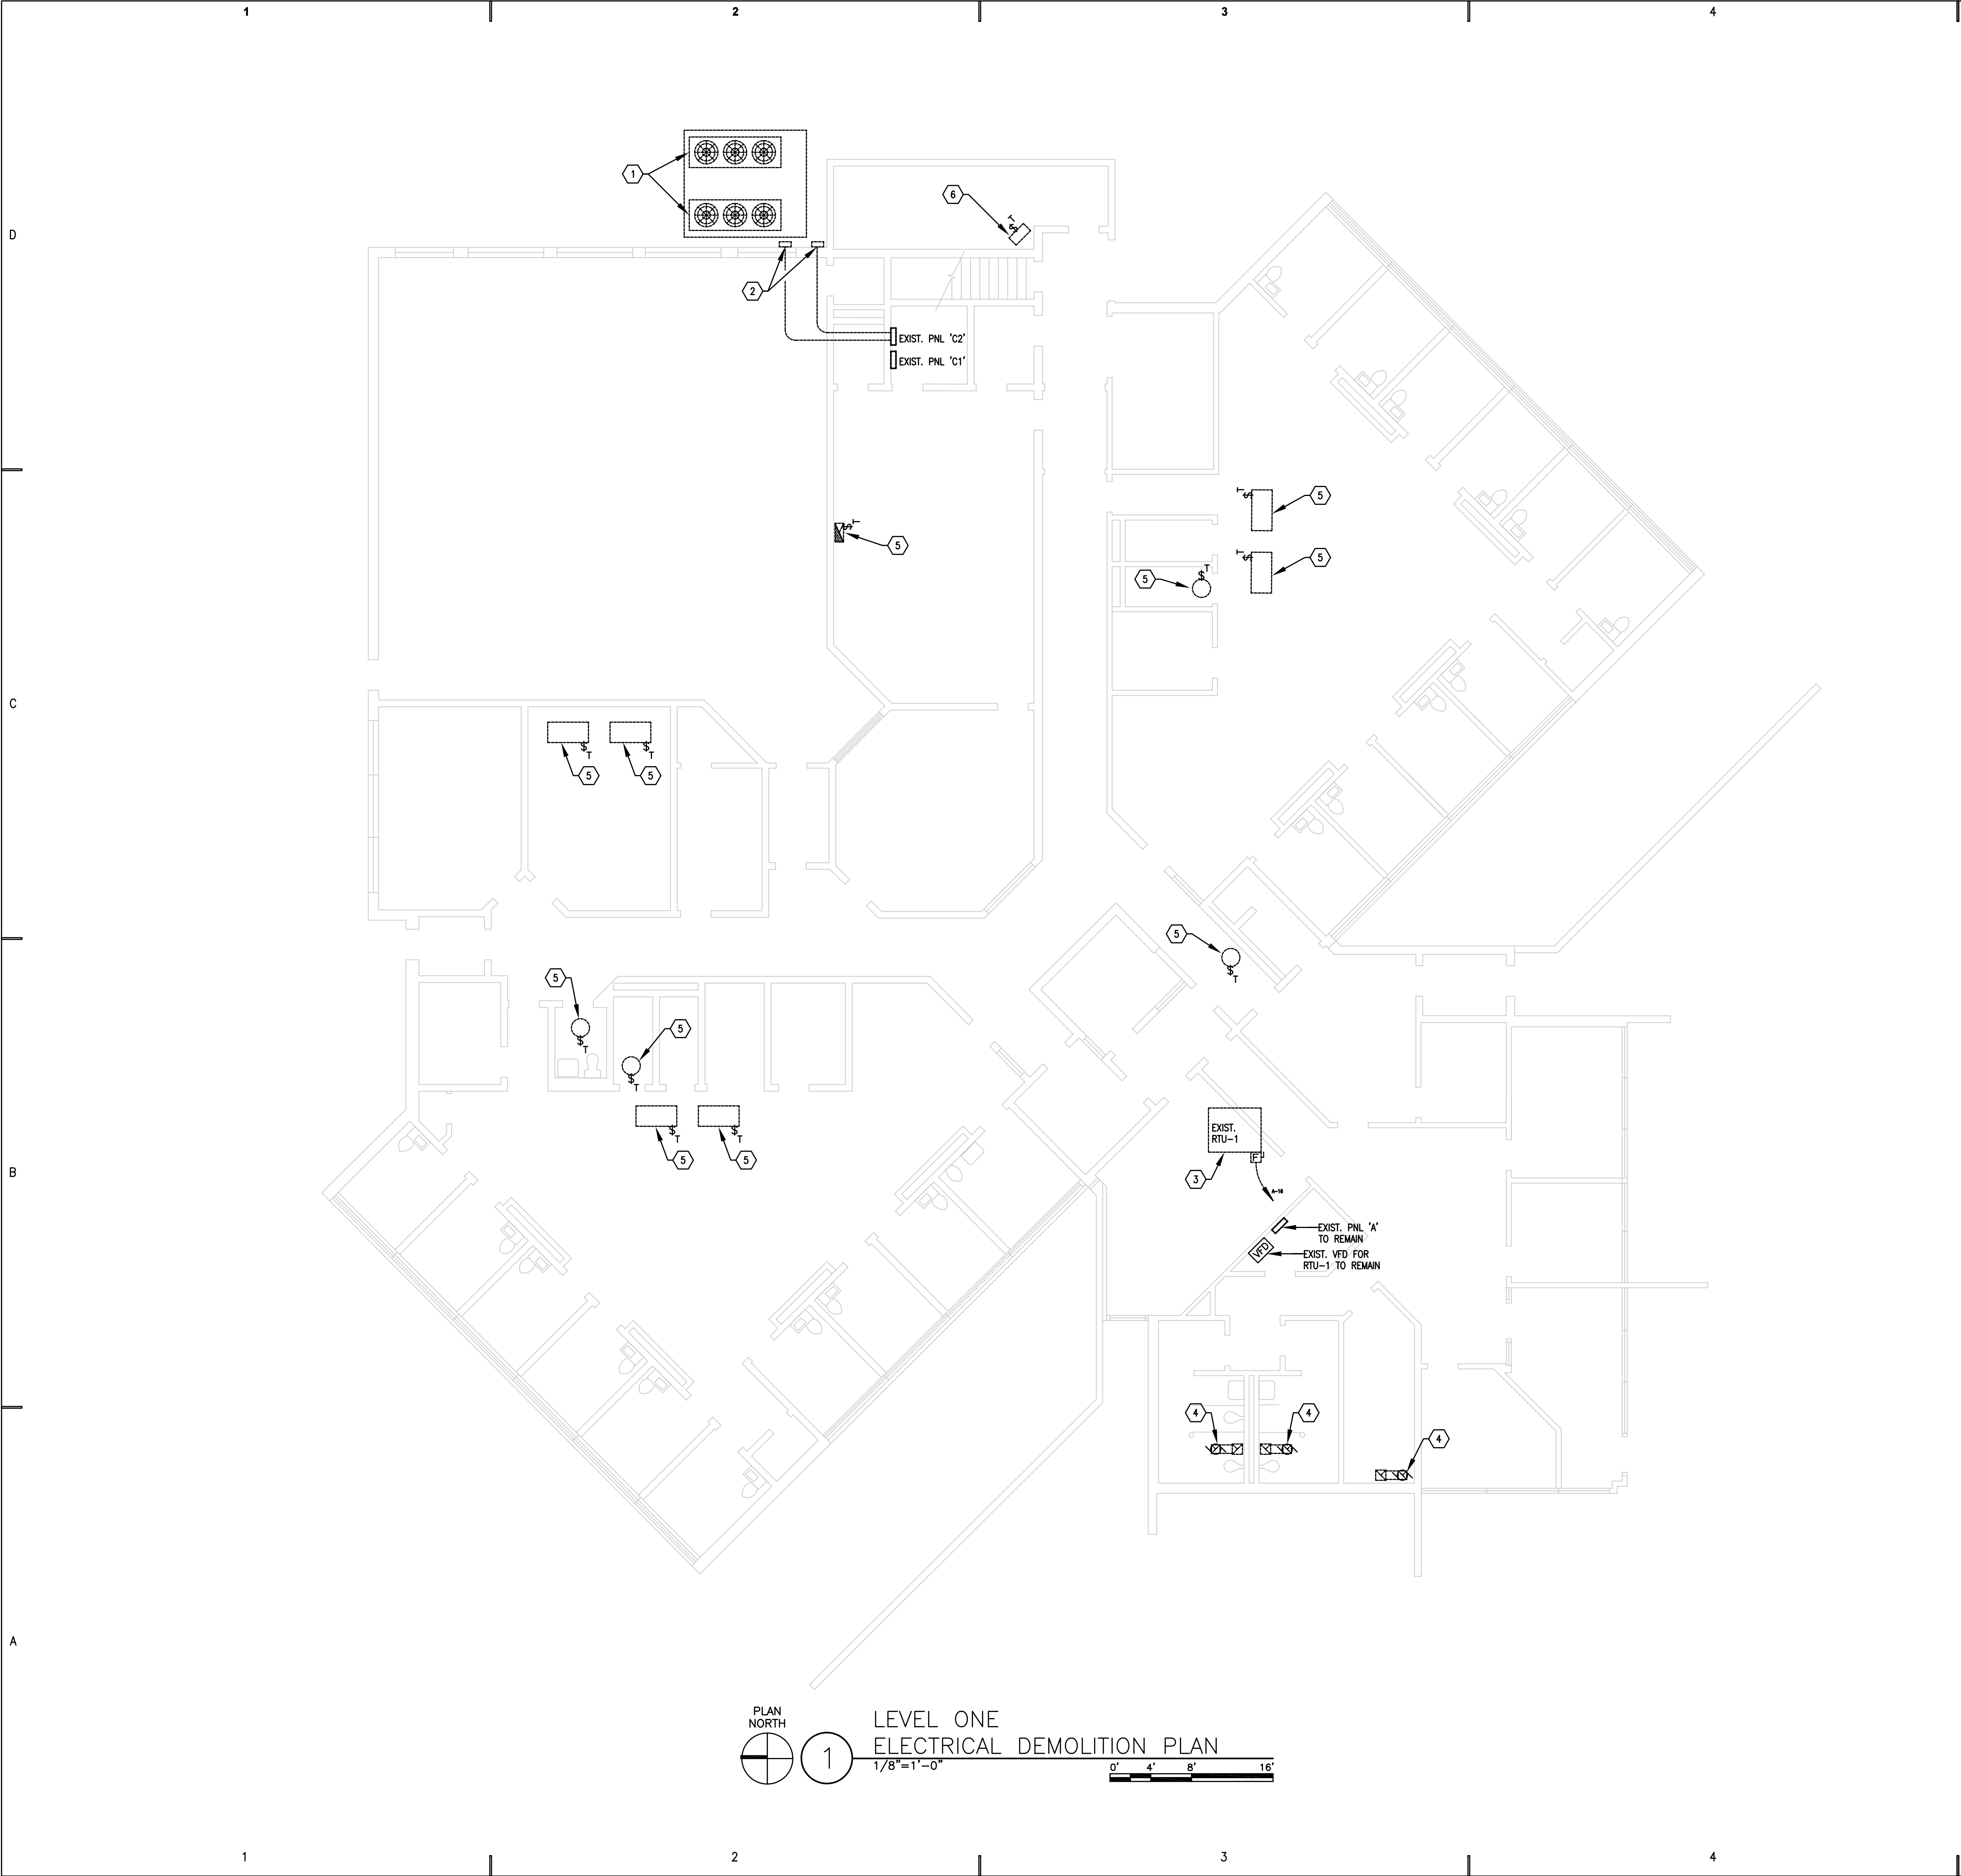 1 2 3 4
1
6
D
2
EXIST. PNL 'C2'
EXIST. PNL 'C1'
T
$
T
$
5
T
$
5
T
$
5
T
$
5
5
T
$
C
$
T
$
T
5
5
5
$
T
5
$
T
5
$
T
$
T
$
T
5
5
EXIST.
RTU-1
F
3
B
A-16
EXIST. PNL 'A'
TO REMAIN
VFD
EXIST. VFD FOR
RTU-1 TO REMAIN
4
4
4
A
PLAN
NORTH
1
LEVEL ONE
ELECTRICAL DEMOLITION PLAN
1/8"=1'-0"
0' 4' 8' 16'
1 2 3 4